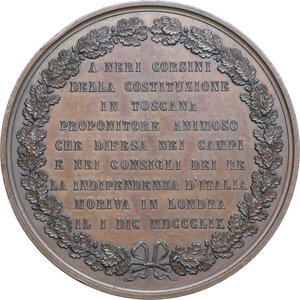 A NERI CORSINI
DELLA COSTITUZIONE
IN TOSCANA
PROPONITORE ANIMOSO
CHE DIFESA NEI CAMPI
E NEI CONSIGLI DEI RE
LA INDIPENDENZA D'ITALIA
MORIVA IN LONDRA
IL I DIC MDCCCLIX